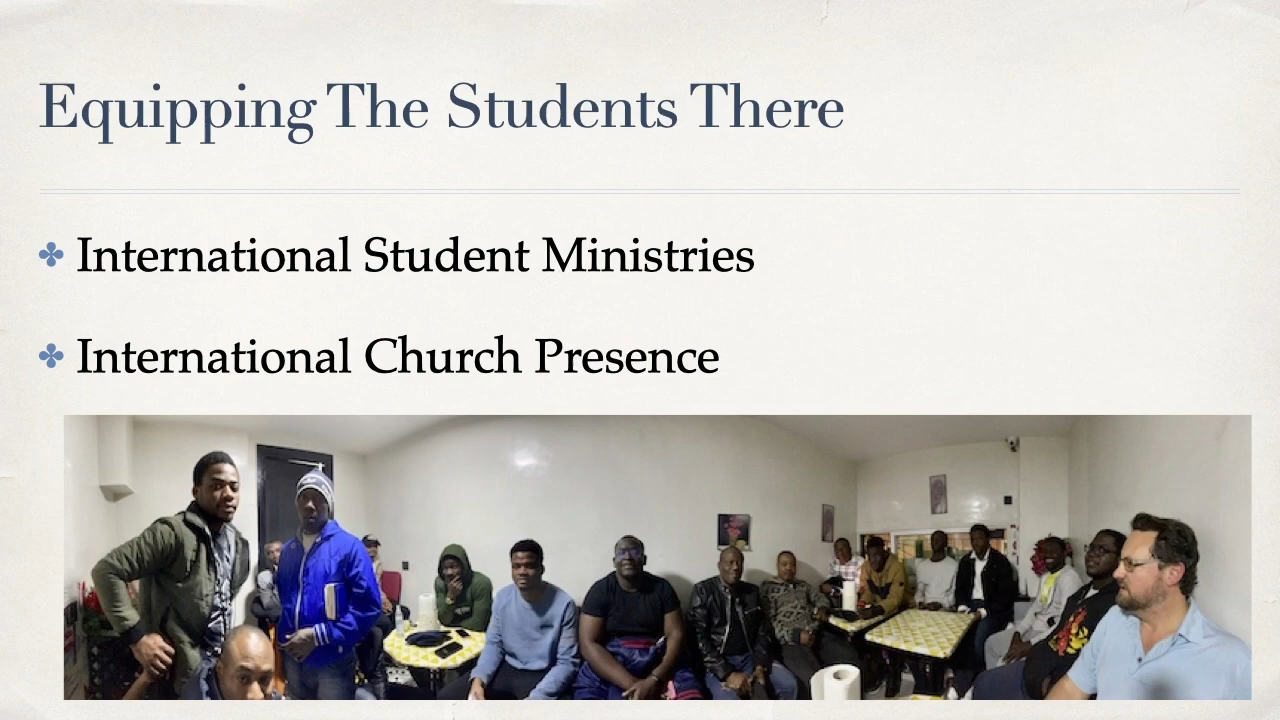 Equipping The Students There
International Student Ministries
International Church Presence